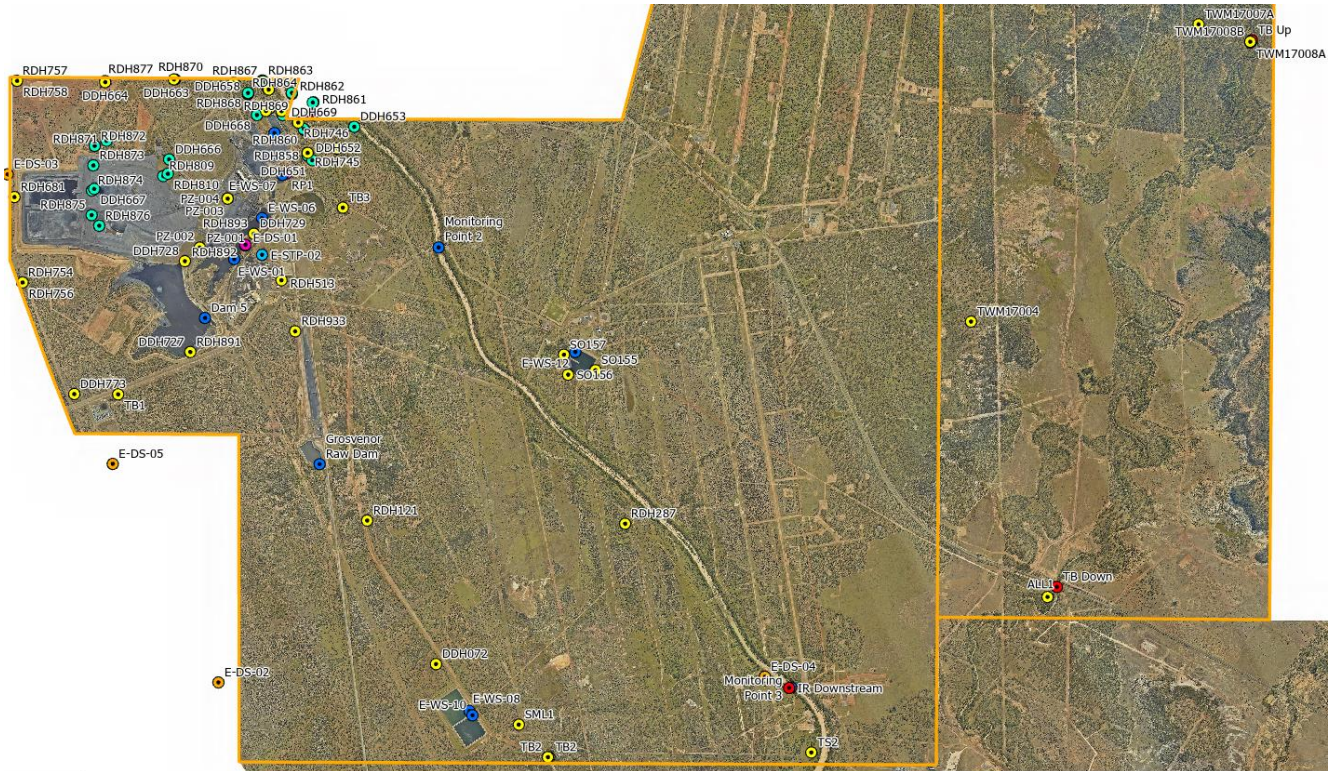 TWM17007A
TWM17008B
TB Up
TWM17008A
RDH757
RDH758
RDH877
DDH664
RDH870
DDH663
RDH867
RDH863
DDH658
RDH864
RDH862
RDH868
RDH869
RDH861
DDH668
DDH669
DDH653
RDH860
RDH746
RDH871
RDH872
RDH858
DDH652
RDH745
RDH873
DDH666
RDH809
DDH651
RP1
E-DS-03
RDH681
RDH874
RDH810
E-WS-07
PZ-004
DDH667
PZ-003
RDH875
RDH876
E-WS-06
TB3
RDH893
DDH729
PZ-002
PZ-001
E-DS-01
DDH728
RDH892
E-STP-02
E-WS-01
RDH513
Monitoring
Point 2
RDH754
RDH756
Dam 5
RDH933
TWM17004
DDH727
RDH891
SO157
E-WS-12
SO155
SO156
DDH773
TB1
Grosvenor
Raw Dam
E-DS-05
RDH121
RDH287
TB Down
ALL1
DDH072
E-DS-02
E-DS-04
Monitoring
Point 3
IR Downstream
E-WS-08
E-WS-10
SML1
TB2
TB2
TS2